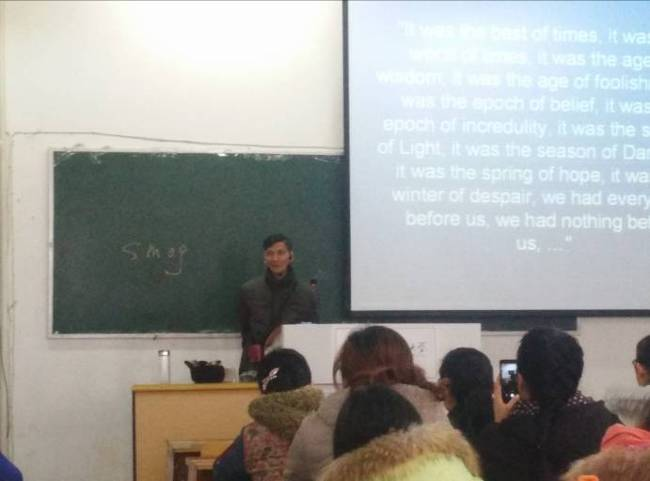 "It was the best of times, it was
worst of times, it was the age
wisdom, it was the age of foolish
was the epoch of belief, it was
epoch of incredulity, it was the s
of Light, it was the season of Dar
it was the spring of hope, it wa
winter of despair, we had every
before us, we had nothing bef
us, ..."
smog